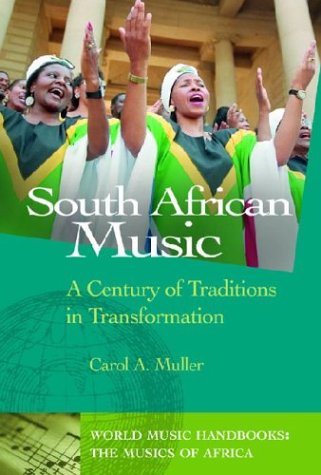 South African
Music
A Century of Traditions
in Transformation
Carol A. Muller
WORLD MUSIC HANDBOOKS:
THE MUSICS OF AFRICA